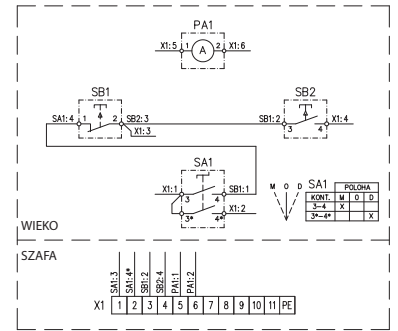 PA1
X1:5 1 A 2 X1:6
SB1
SA1:4 1 2 SB2:3
X1:3
SB2
SB1:2 3 4 X1:4
SA1
X1:1 3 4 SB1:1
3* 4* X1:2
M O D
SA1 POLOHA
KONT. M O D
3-4 X
3*-4* X
WIEKO
SZAFA
SA1:3
SA1:4*
SB1:2
SB2:4
PA1:1
PA1:2
X1 1 2 3 4 5 6 7 8 9 10 11 PE